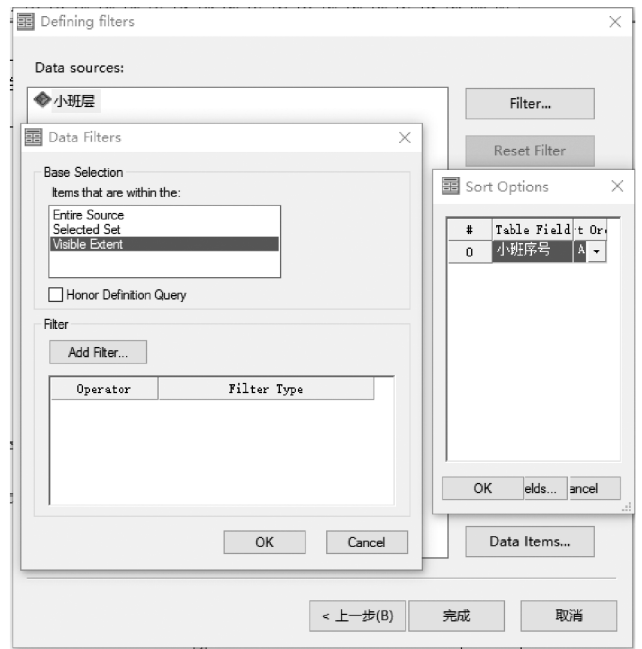 Defining filters
Data sources:
小班层
Filter...
Reset Filter
Data Filters
Base Selection
Items that are within the:
Entire Source
Selected Set
Visible Extent
Honor Definition Query
Filter
Add Filter...
Operator Filter Type
OK Cancel
Sort Options
# Table Field t Or
0 小班序号 A
OK elds... ancel
Data Items...
< 上一步(B) 完成 取消